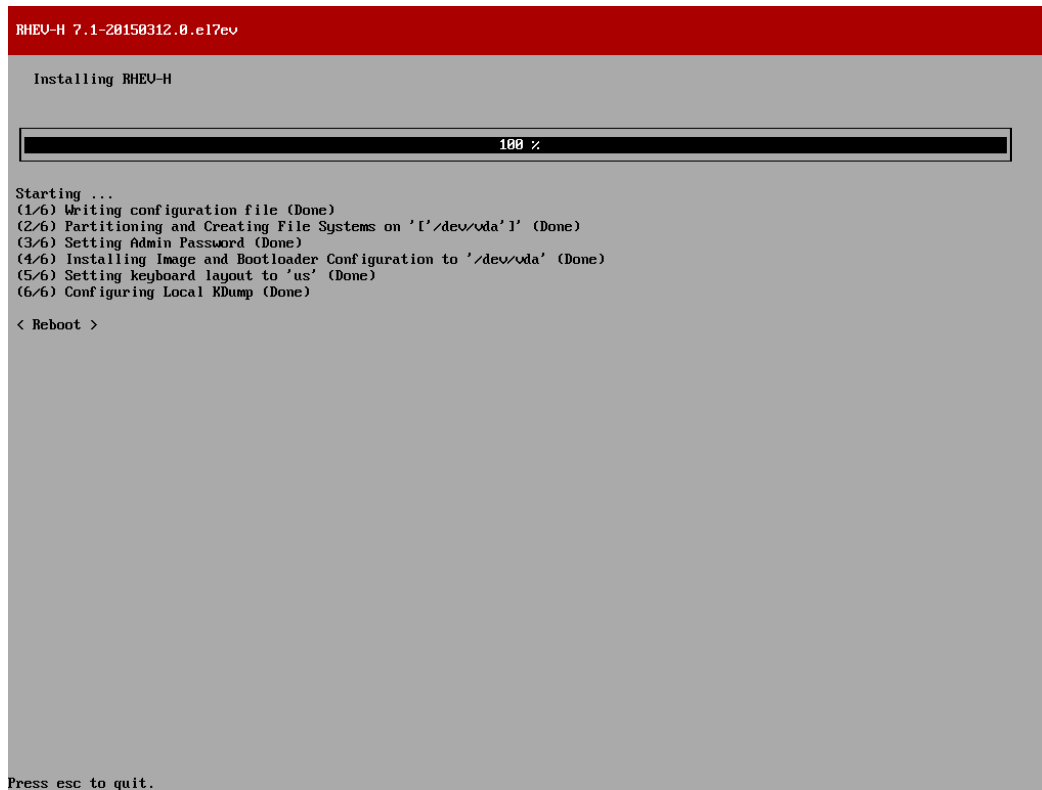 RHEV-H 7.1-20150312.0.el7ev
Installing RHEV-H
100 %
Starting ...
(1/6) Writing configuration file (Done)
(2/6) Partitioning and Creating File Systems on '['/dev/vda']' (Done)
(3/6) Setting Admin Password (Done)
(4/6) Installing Image and Bootloader Configuration to '/dev/vda' (Done)
(5/6) Setting keyboard layout to 'us' (Done)
(6/6) Configuring Local KDump (Done)
< Reboot >
Press esc to quit.